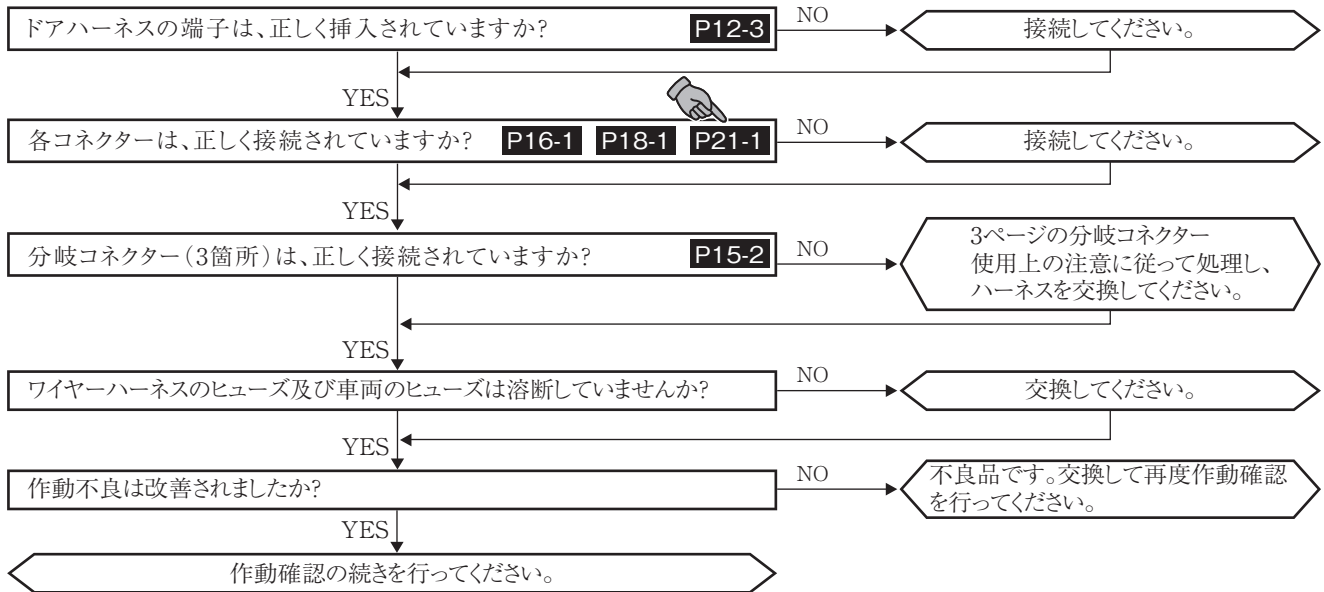 ドアハーネスの端子は、正しく挿入されていますか? P12-3
NO
接続してください。
YES
各コネクターは、正しく接続されていますか? P16-1 P18-1 P21-1
NO
接続してください。
YES
分岐コネクター(3箇所)は、正しく接続されていますか? P15-2
NO
3ページの分岐コネクター
使用上の注意に従って処理し、
ハーネスを交換してください。
YES
ワイヤーハーネスのヒューズ及び車両のヒューズは溶断していませんか?
NO
交換してください。
YES
作動不良は改善されましたか?
NO
不良品です。交換して再度作動確認
を行ってください。
YES
作動確認の続きを行ってください。